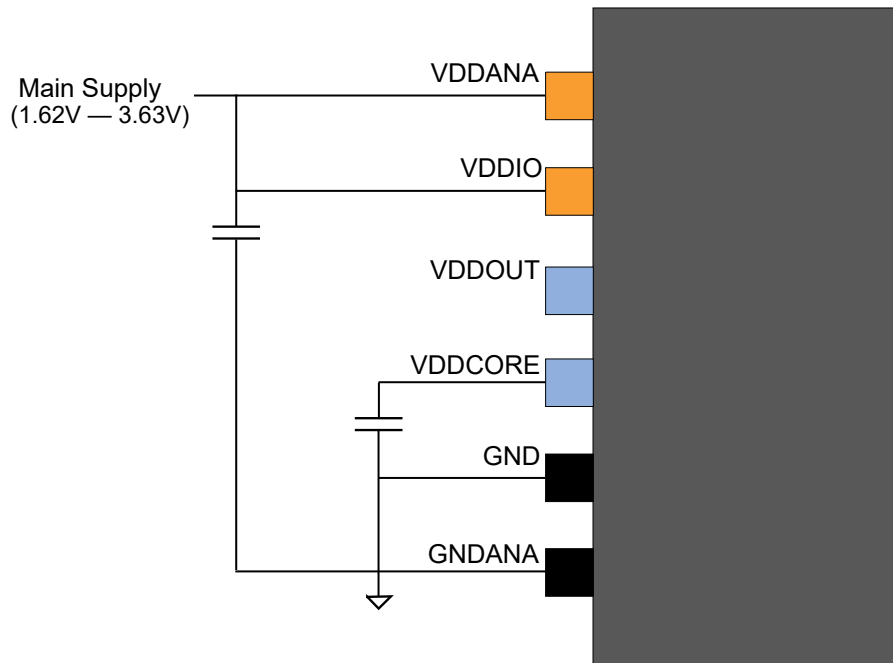 VDDANA
Main Supply
(1.62V — 3.63V)
VDDIO
VDDOUT
VDDCORE
GND
GNDANA